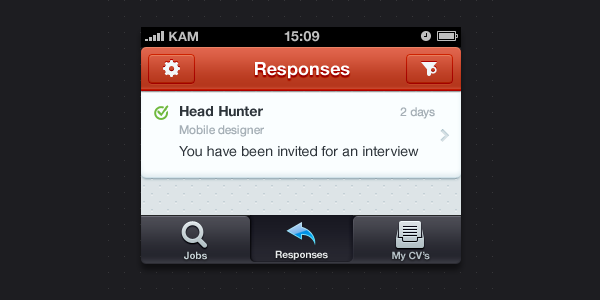 KAM 15:09
Responses
Head Hunter 2 days
Mobile designer
You have been invited for an interview
Jobs Responses My CV's